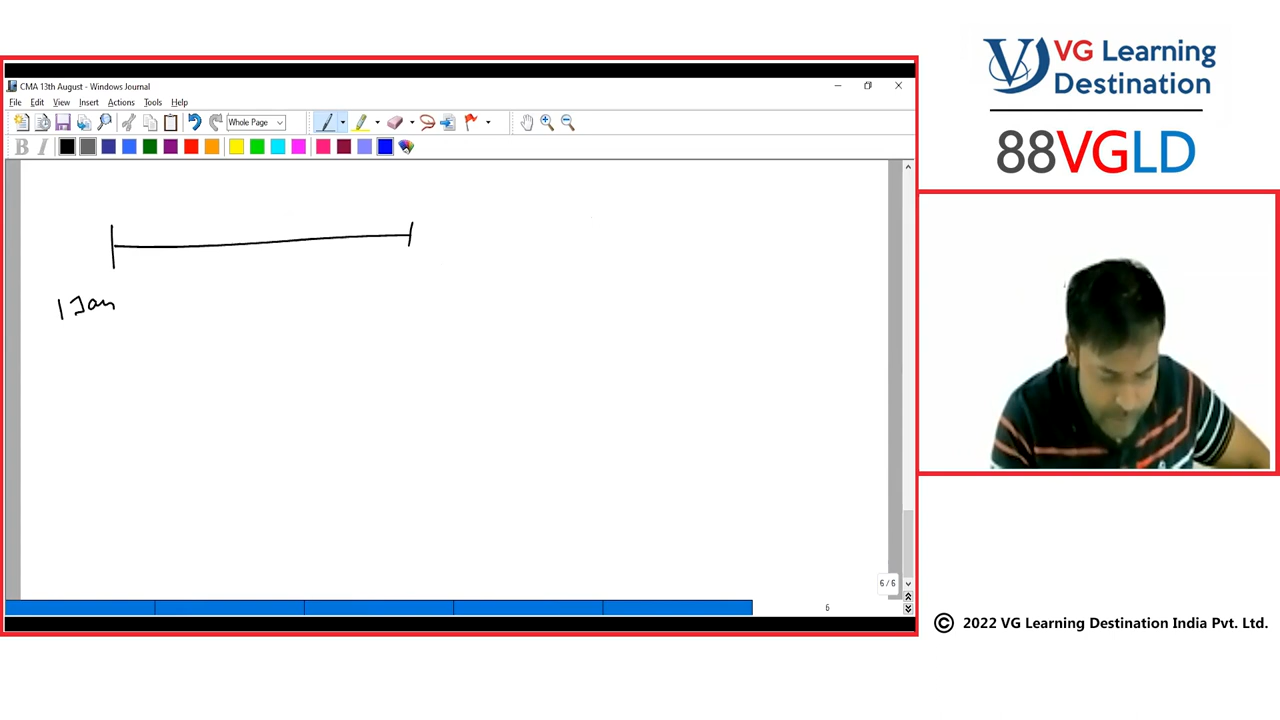 CMA 13th August - Windows Journal
File Edit View Insert Actions Tools Help
Whole Page
B I
1 Jan
6 / 6
6
VG Learning
Destination
88VGLD
© 2022 VG Learning Destination India Pvt. Ltd.